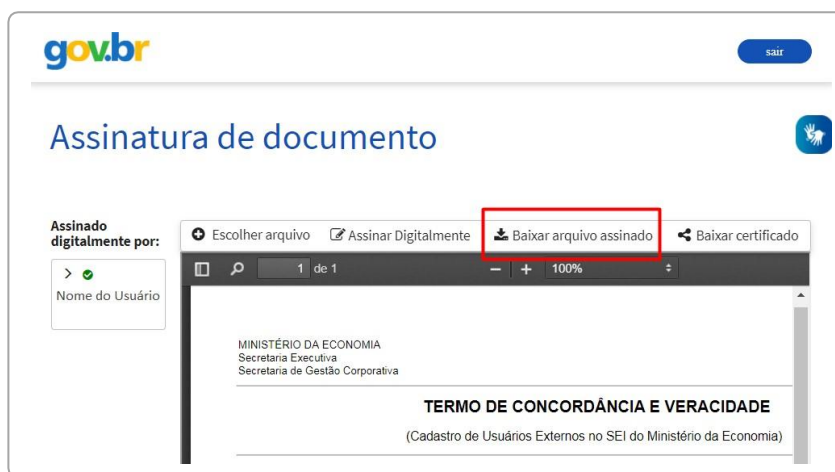 gov.br
sair
Assinatura de documento
Assinado
digitalmente por:
Escolher arquivo Assinar Digitalmente Baixar arquivo assinado Baixar certificado
1 de 1 100%
Nome do Usuário
MINISTÉRIO DA ECONOMIA
Secretaria Executiva
Secretaria de Gestão Corporativa
TERMO DE CONCORDÂNCIA E VERACIDADE
(Cadastro de Usuários Externos no SEI do Ministério da Economia)